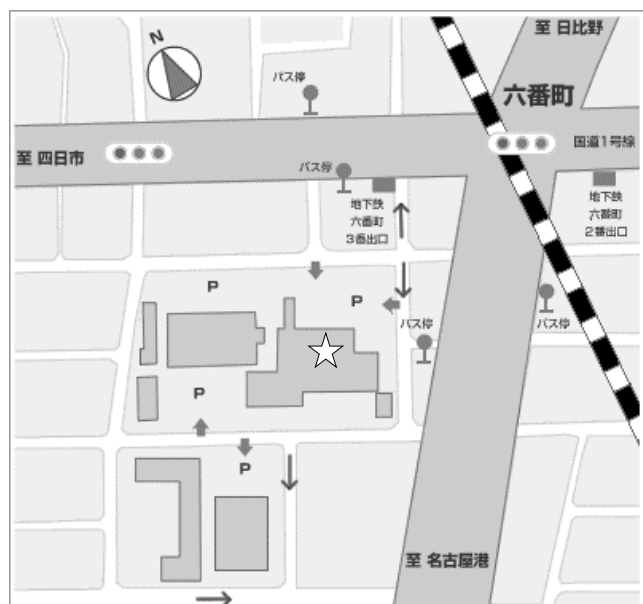 至 日比野
N
バス停
六番町
国道1号線
至 四日市
バス停
地下鉄
六番町
3番出口
地下鉄
六番町
2番出口
P
P
バス停
バス停
P
P
至 名古屋港